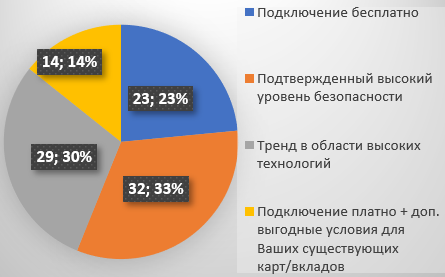 14; 14%
23; 23%
29; 30%
32; 33%
Подключение бесплатно
Подтвержденный высокий
уровень безопасности
Тренд в области высоких
технологий
Подключение платно + доп.
выгодные условия для
Ваших существующих
карт/вкладов